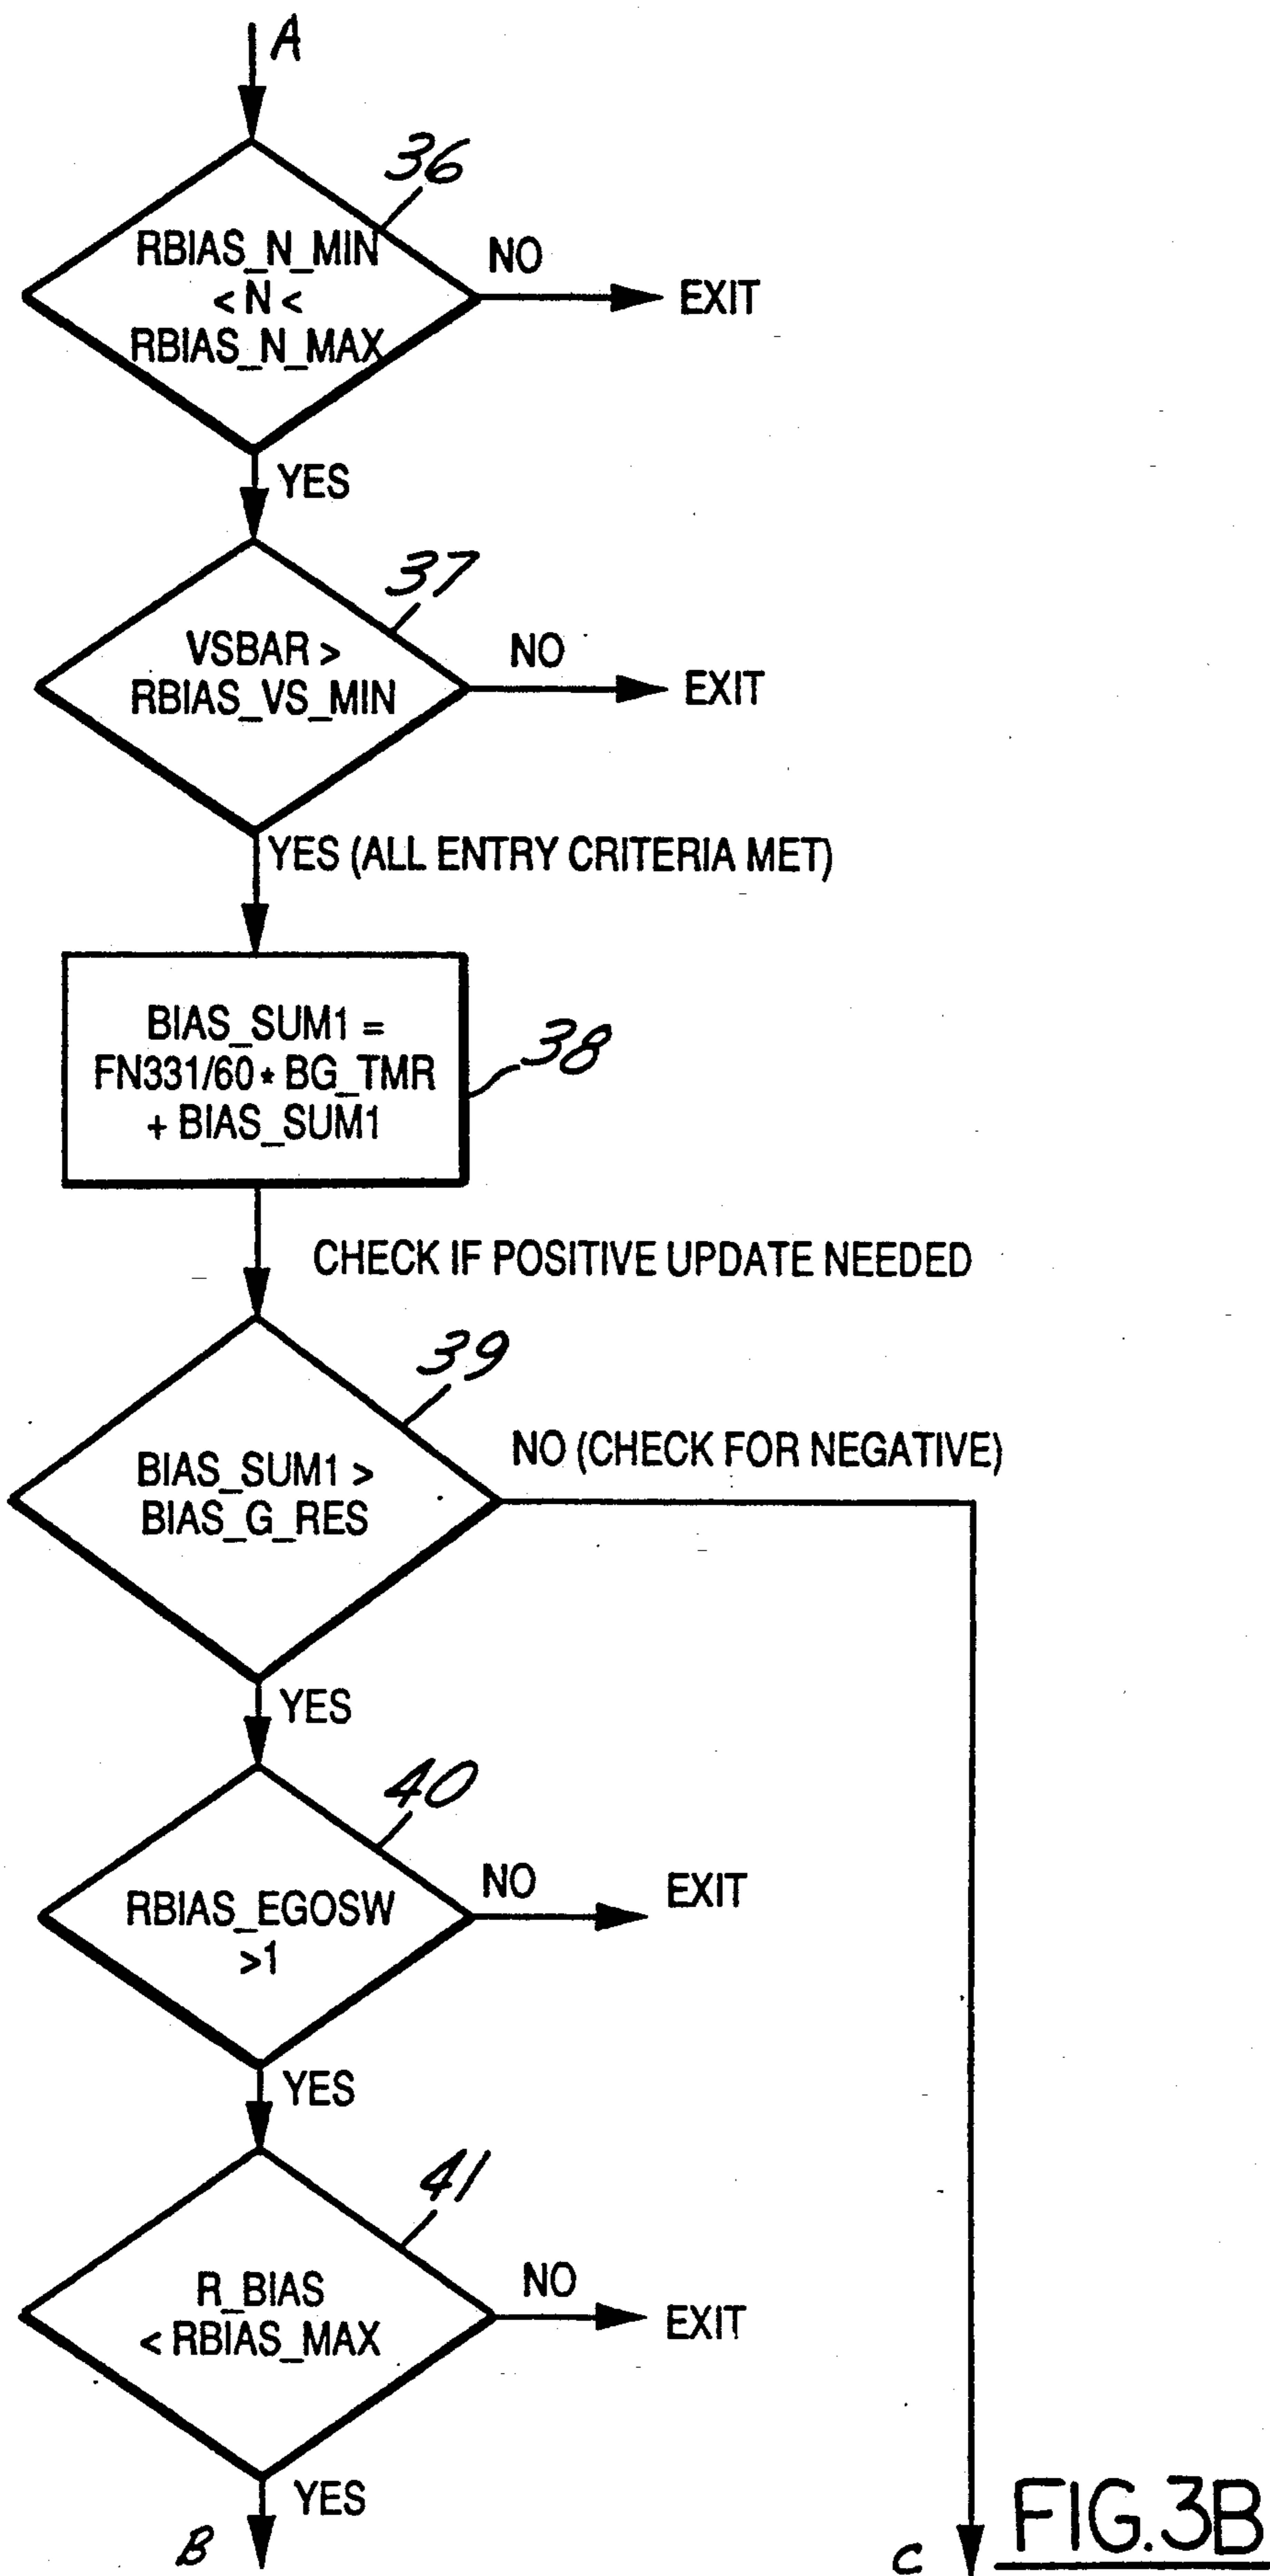 A
36
RBIAS_N_MIN
< N <
RBIAS_N_MAX
NO
EXIT
YES
37
VSBAR >
RBIAS_VS_MIN
NO
EXIT
YES (ALL ENTRY CRITERIA MET)
BIAS_SUM1 =
FN331/60 * BG_TMR
+ BIAS_SUM1
38
CHECK IF POSITIVE UPDATE NEEDED
39
BIAS_SUM1 >
BIAS_G_RES
NO (CHECK FOR NEGATIVE)
YES
40
RBIAS_EGOSW
>1
NO
EXIT
YES
41
R_BIAS
< RBIAS_MAX
NO
EXIT
YES
B
C
FIG.3B